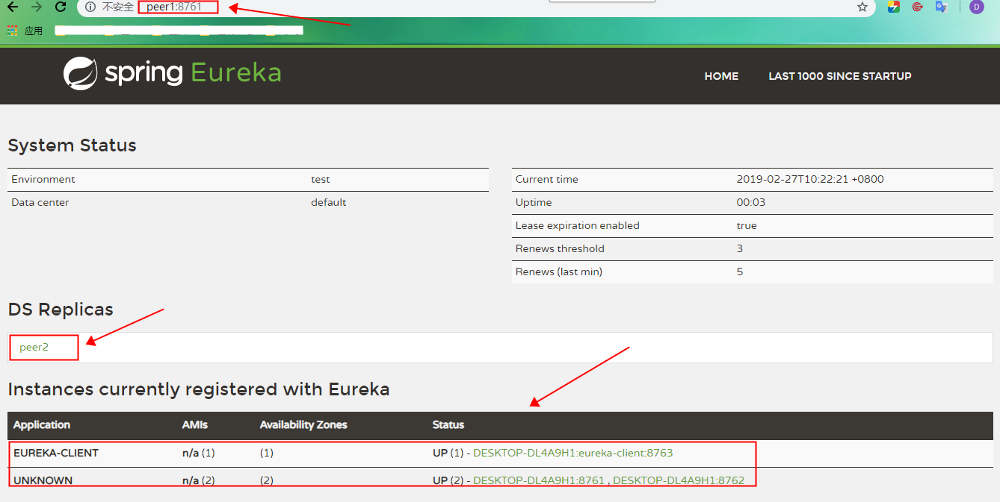 不安全 peer1:8761
D
应用
spring Eureka
HOME LAST 1000 SINCE STARTUP
System Status
Environment test
Data center default
Current time 2019-02-27T10:22:21 +0800
Uptime 00:03
Lease expiration enabled true
Renews threshold 3
Renews (last min) 5
DS Replicas
peer2
Instances currently registered with Eureka
Application AMIs Availability Zones Status
EUREKA-CLIENT n/a (1) (1) UP (1) - DESKTOP-DL4A9H1:eureka-client:8763
UNKNOWN n/a (2) (2) UP (2) - DESKTOP-DL4A9H1:8761 , DESKTOP-DL4A9H1:8762